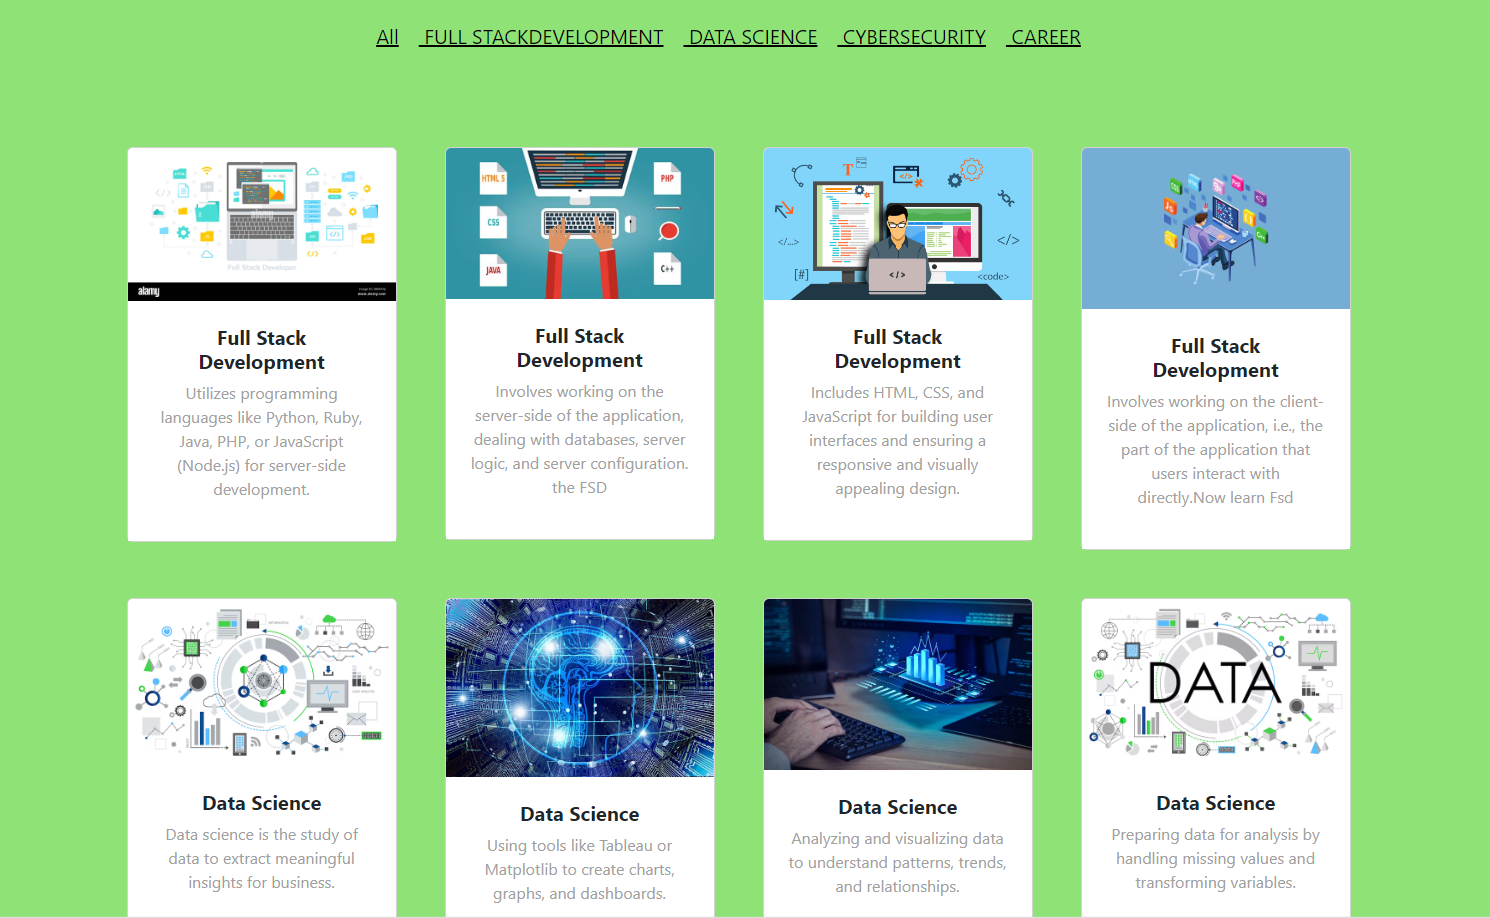 All FULL STACKDEVELOPMENT DATA SCIENCE CYBERSECURITY CAREER
Full Stack Developer
alamy
www.alamy.com
Full Stack
Development
Utilizes programming
languages like Python, Ruby,
Java, PHP, or JavaScript
(Node.js) for server-side
development.
HTML 5
PHP
CSS
JAVA
C++
Full Stack
Development
Involves working on the
server-side of the application,
dealing with databases, server
logic, and server configuration.
the FSD
T
</>
</...>
</>
[#]
</>
<code>
Full Stack
Development
Includes HTML, CSS, and
JavaScript for building user
interfaces and ensuring a
responsive and visually
appealing design.
Full Stack
Development
Involves working on the client-
side of the application, i.e., the
part of the application that
users interact with
directly.Now learn Fsd
Data Science
Data science is the study of
data to extract meaningful
insights for business.
Data Science
Using tools like Tableau or
Matplotlib to create charts,
graphs, and dashboards.
Data Science
Analyzing and visualizing data
to understand patterns, trends,
and relationships.
DATA
Data Science
Preparing data for analysis by
handling missing values and
transforming variables.